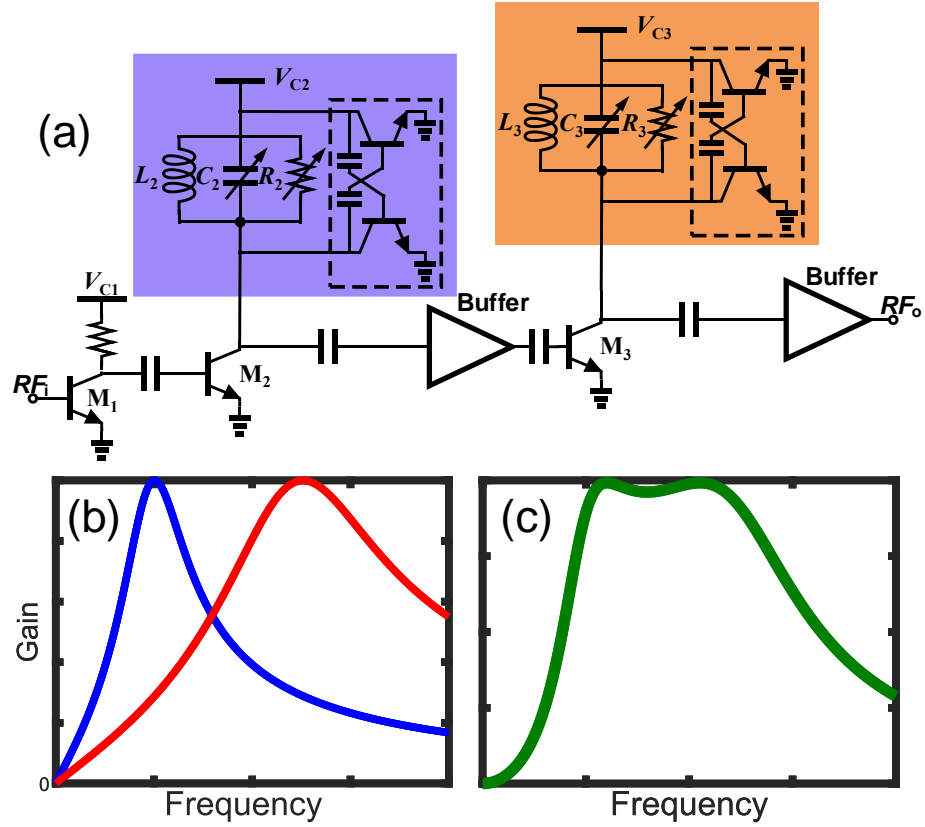 (a)
V_C2
L_2 C_2 R_2
V_C3
L_3 C_3 R_3
V_C1
RF_i
M_1
M_2
Buffer
M_3
Buffer
RF_o
(b)
Gain
0
Frequency
(c)
Frequency